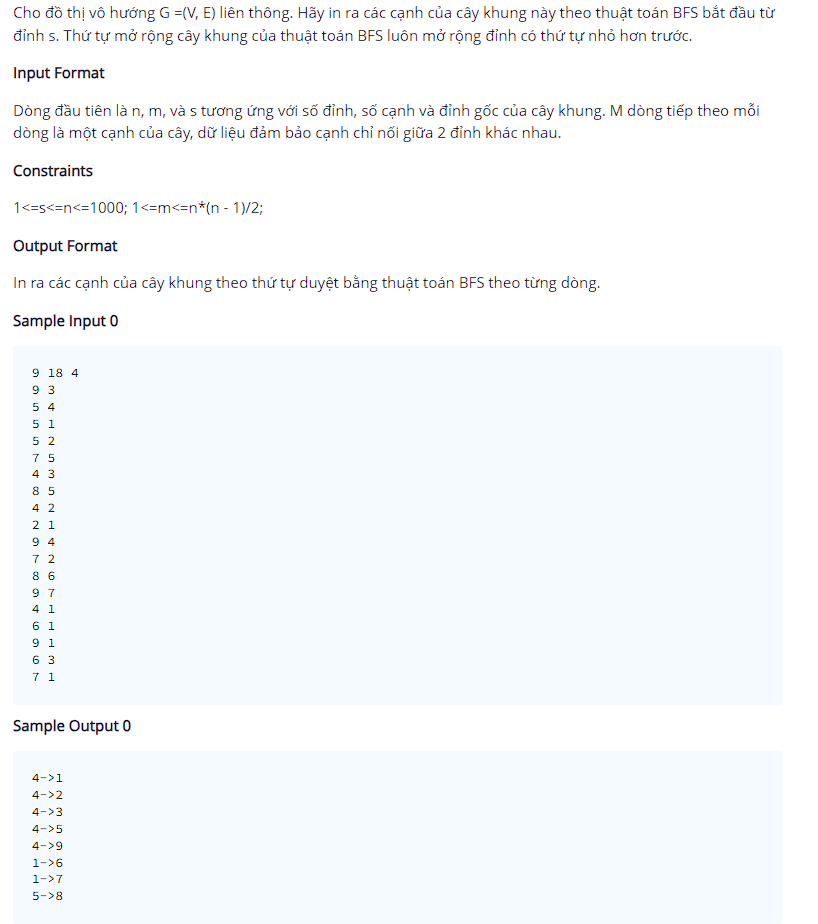 Cho đồ thị vô hướng G =(V, E) liên thông. Hãy in ra các cạnh của cây khung này theo thuật toán BFS bắt đầu từ
đỉnh s. Thứ tự mở rộng cây khung của thuật toán BFS luôn mở rộng đỉnh có thứ tự nhỏ hơn trước.
Input Format
Dòng đầu tiên là n, m, và s tương ứng với số đỉnh, số cạnh và đỉnh gốc của cây khung. M dòng tiếp theo mỗi
dòng là một cạnh của cây, dữ liệu đảm bảo cạnh chỉ nối giữa 2 đỉnh khác nhau.
Constraints
1<=s<=n<=1000; 1<=m<=n*(n - 1)/2;
Output Format
In ra các cạnh của cây khung theo thứ tự duyệt bằng thuật toán BFS theo từng dòng.
Sample Input 0
9 18 4
9 3
5 4
5 1
5 2
7 5
4 3
8 5
4 2
2 1
9 4
7 2
8 6
9 7
4 1
6 1
9 1
6 3
7 1
Sample Output 0
4->1
4->2
4->3
4->5
4->9
1->6
1->7
5->8